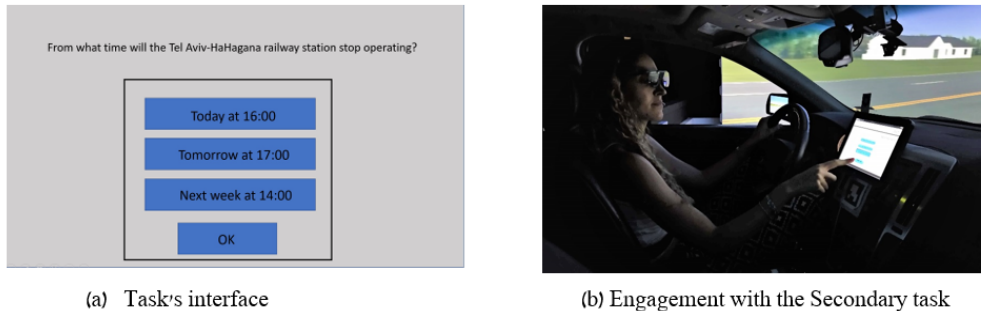 From what time will the Tel Aviv-HaHagana railway station stop operating?
Today at 16:00
Tomorrow at 17:00
Next week at 14:00
OK
(a) Task's interface
(b) Engagement with the Secondary task